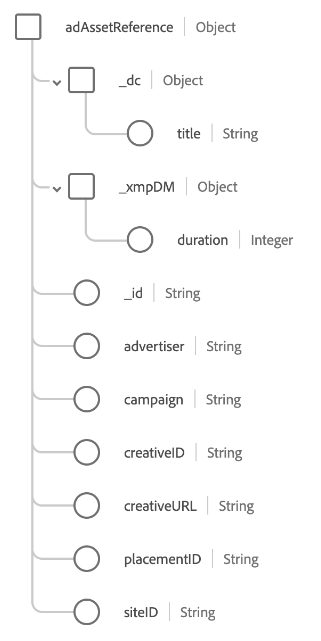 adAssetReference | Object
_dc | Object
title | String
_xmpDM | Object
duration | Integer
_id | String
advertiser | String
campaign | String
creativeID | String
creativeURL | String
placementID | String
siteID | String